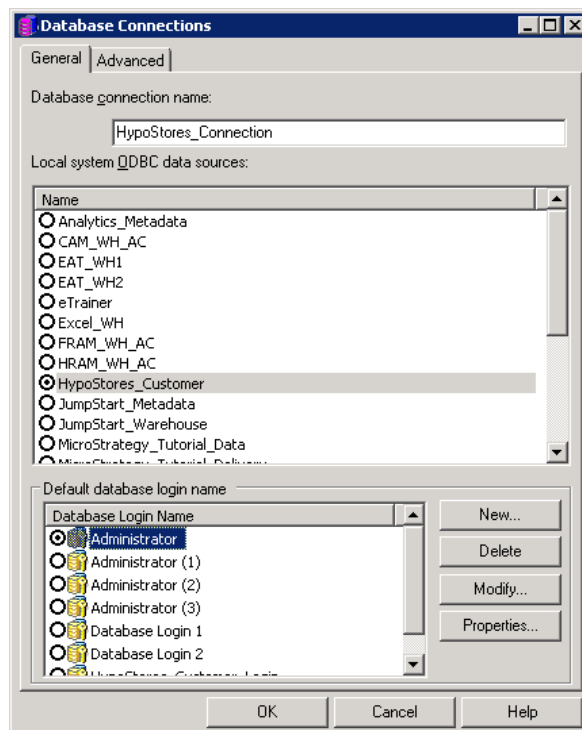 Database Connections
General
Advanced
Database connection name:
HypoStores_Connection
Local system ODBC data sources:
Name
Analytics_Metadata
CAM_WH_AC
EAT_WH1
EAT_WH2
eTrainer
Excel_WH
FRAM_WH_AC
HRAM_WH_AC
HypoStores_Customer
JumpStart_Metadata
JumpStart_Warehouse
MicroStrategy_Tutorial_Data
MicroStrategy_Tutorial_Delivery
Default database login name
Database Login Name
New...
Administrator
Delete
Administrator (1)
Administrator (2)
Modify...
Administrator (3)
Properties...
Database Login 1
Database Login 2
HypoStores_Customer_Login
OK
Cancel
Help